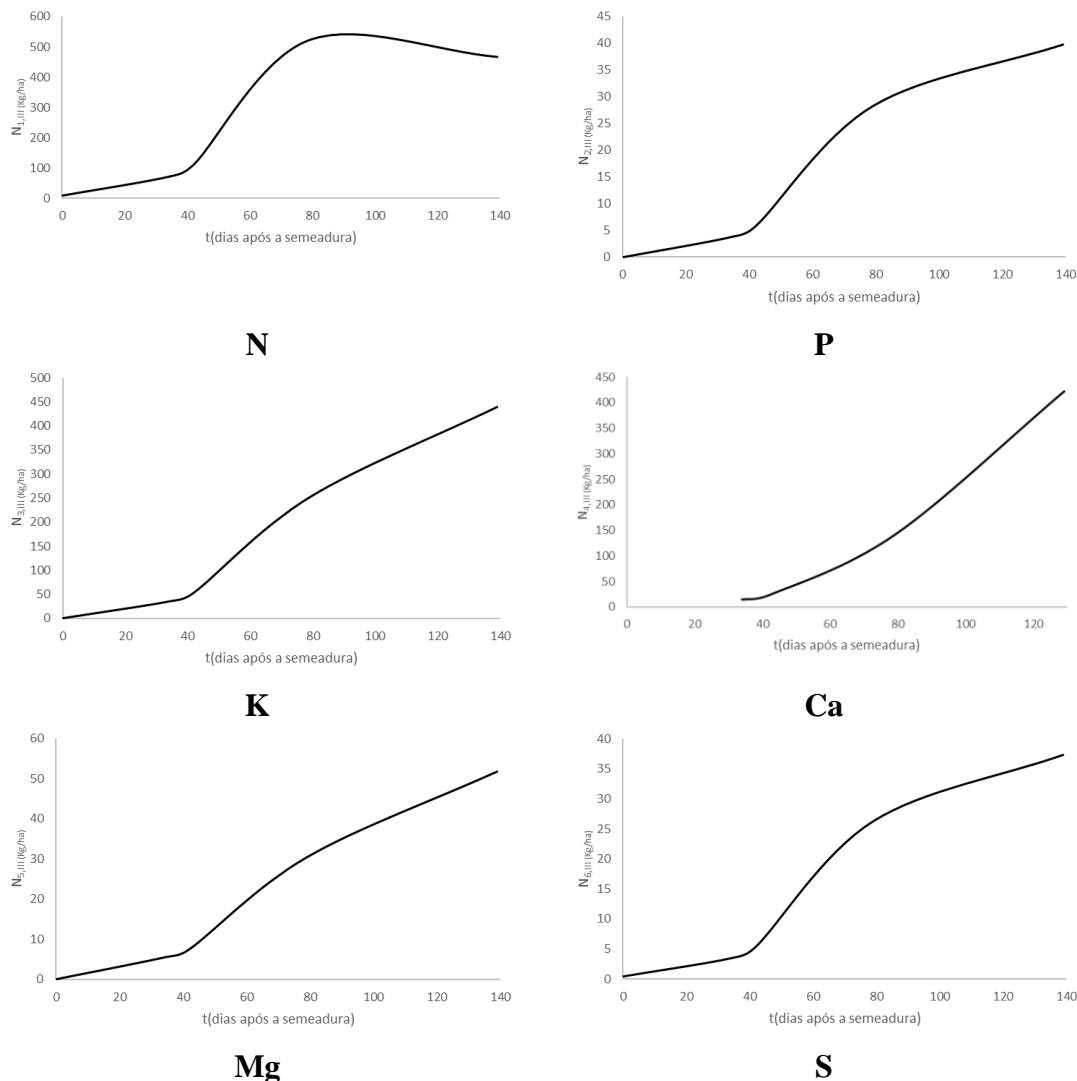 600
500
400
300
200
100
0
N1,III (Kg/ha)
0 20 40 60 80 100 120 140
t(dias após a semeadura)
N
45
40
35
30
25
20
15
10
5
0
N2,III (Kg/ha)
0 20 40 60 80 100 120 140
t(dias após a semeadura)
P
500
450
400
350
300
250
200
150
100
50
0
N3,III (Kg/ha)
0 20 40 60 80 100 120 140
t(dias após a semeadura)
K
450
400
350
300
250
200
150
100
50
0
N4,III (Kg/ha)
0 20 40 60 80 100 120
t(dias após a semeadura)
Ca
60
50
40
30
20
10
0
N5,III (Kg/ha)
0 20 40 60 80 100 120 140
t(dias após a semeadura)
Mg
40
35
30
25
20
15
10
5
0
N6,III (Kg/ha)
0 20 40 60 80 100 120 140
t(dias após a semeadura)
S